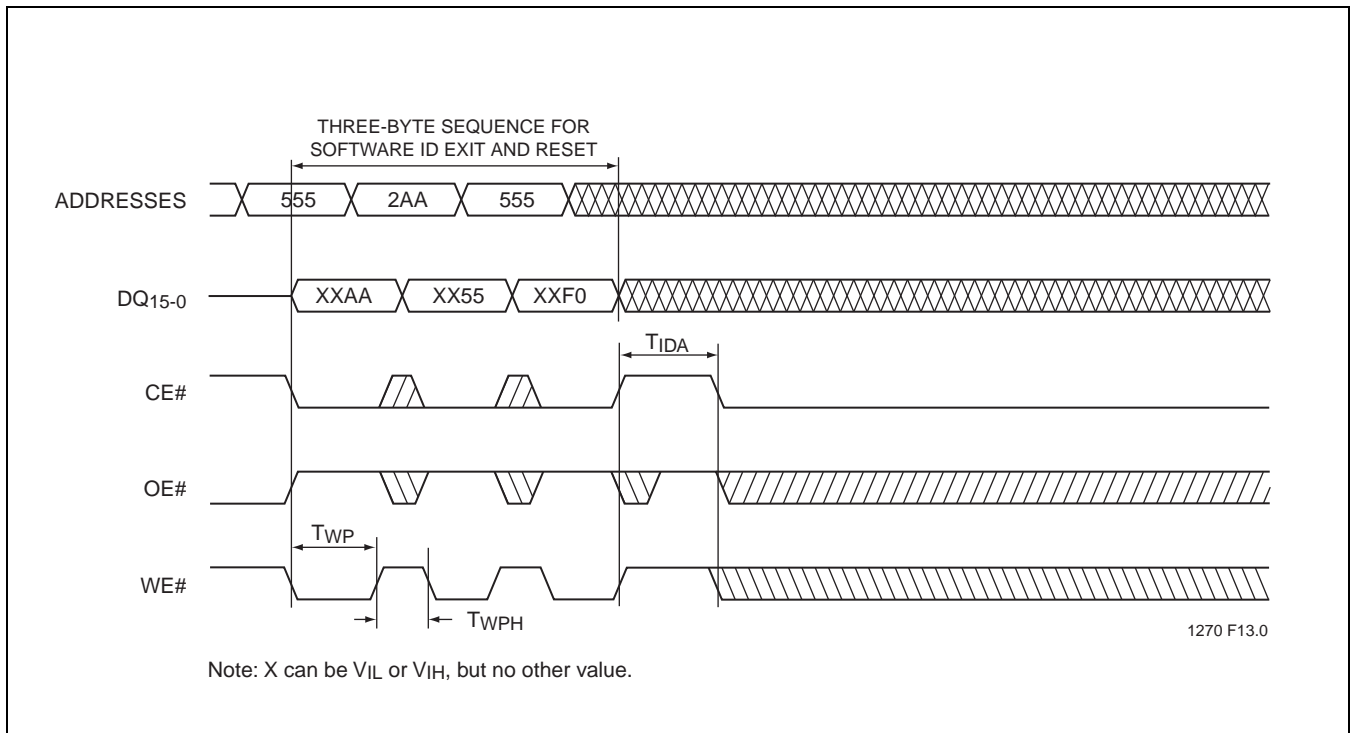 THREE-BYTE SEQUENCE FOR
SOFTWARE ID EXIT AND RESET
ADDRESSES 555 2AA 555
DQ15-0 XXAA XX55 XXF0
TIDA
CE#
OE#
TWP
WE#
TWPH
1270 F13.0
Note: X can be VIL or VIH, but no other value.